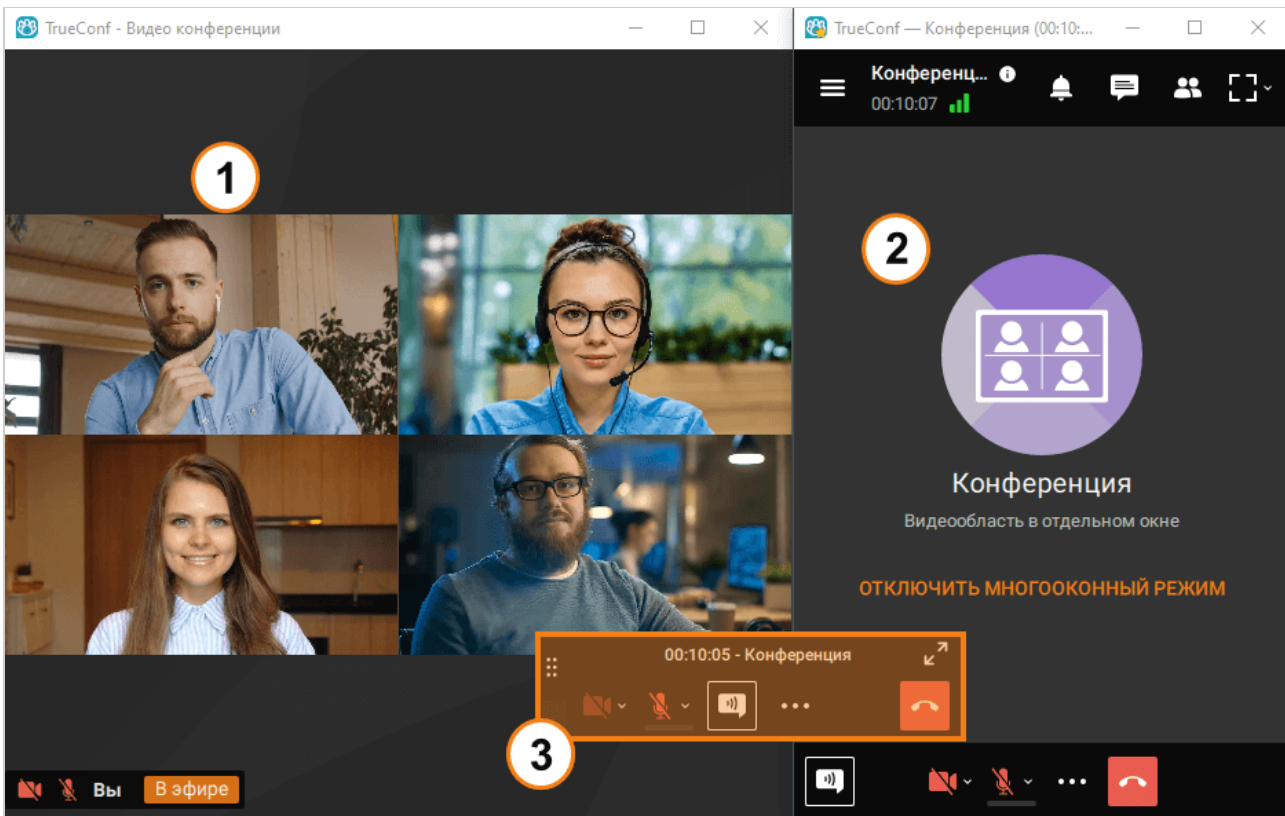 TrueConf - Видео конференции
1
Вы
В эфире
TrueConf — Конференция (00:10:...
Конференц...
00:10:07
2
Конференция
Видеообласть в отдельном окне
ОТКЛЮЧИТЬ МНОГООКОННЫЙ РЕЖИМ
00:10:05 - Конференция
3